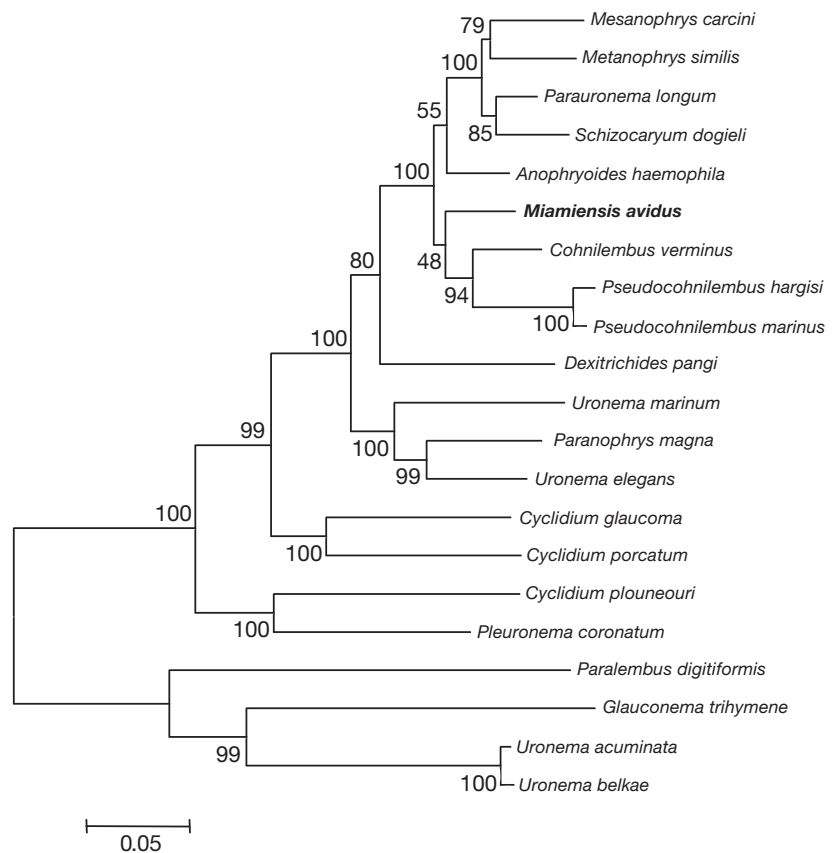 79
Mesanophrys carcini
100
Metanophrys similis
55
Parauronema longum
85
Schizocaryum dogieli
100
Anophryoides haemophila
Miamiensis avidus
80
48
Cohnilembus verminus
94
Pseudocohnilembus hargisi
100
Pseudocohnilembus marinus
100
Dexitrichides pangi
99
Uronema marinum
100
Paranophrys magna
99
Uronema elegans
100
Cyclidium glaucoma
100
Cyclidium porcatum
Cyclidium plouneouri
100
Pleuronema coronatum
Paralembus digitiformis
Glauconema trihymene
99
Uronema acuminata
100
Uronema belkae
0.05